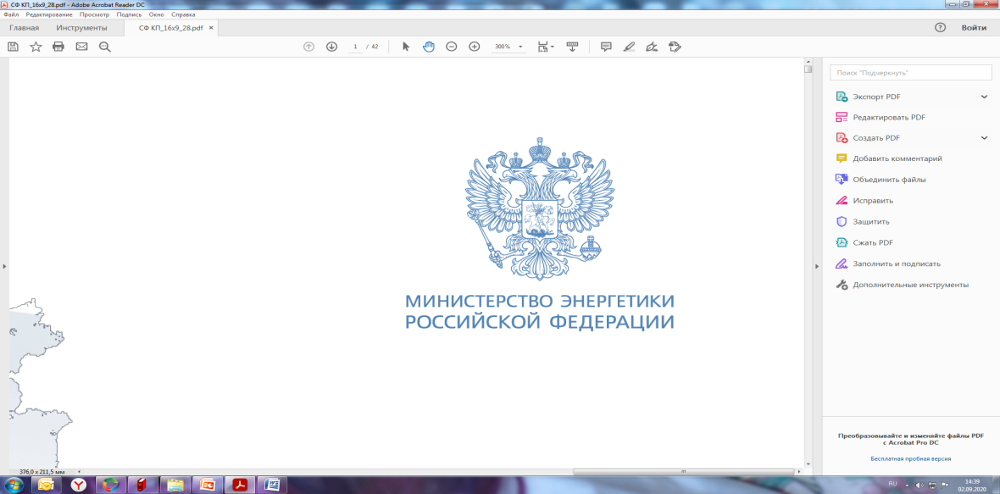 СФ КП_16x9_28.pdf - Adobe Acrobat Reader DC
Файл Редактирование Просмотр Подпись Окно Справка
Главная Инструменты СФ КП_16x9_28.pdf × Войти
1 / 42 300%
Поиск "Подчеркнуть"
Экспорт PDF
Редактировать PDF
Создать PDF
Добавить комментарий
Объединить файлы
Исправить
Защитить
Сжать PDF
Заполнить и подписать
Дополнительные инструменты
МИНИСТЕРСТВО ЭНЕРГЕТИКИ
РОССИЙСКОЙ ФЕДЕРАЦИИ
Преобразовывайте и изменяйте файлы PDF
с Acrobat Pro DC
Бесплатная пробная версия
376,0 x 211,5 мм
RU 14:39
02.09.2020